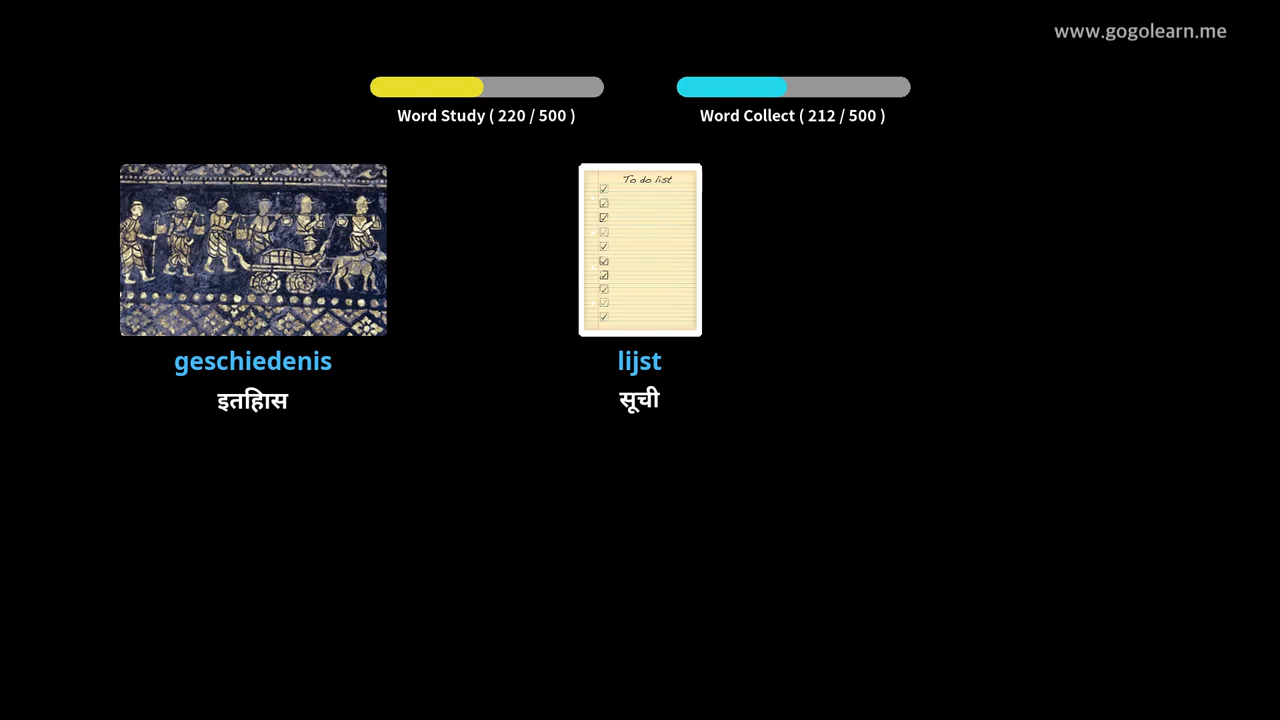 www.gogolearn.me
Word Study ( 220 / 500 )
Word Collect ( 212 / 500 )
To do list
geschiedenis
इतिहास
lijst
सूची